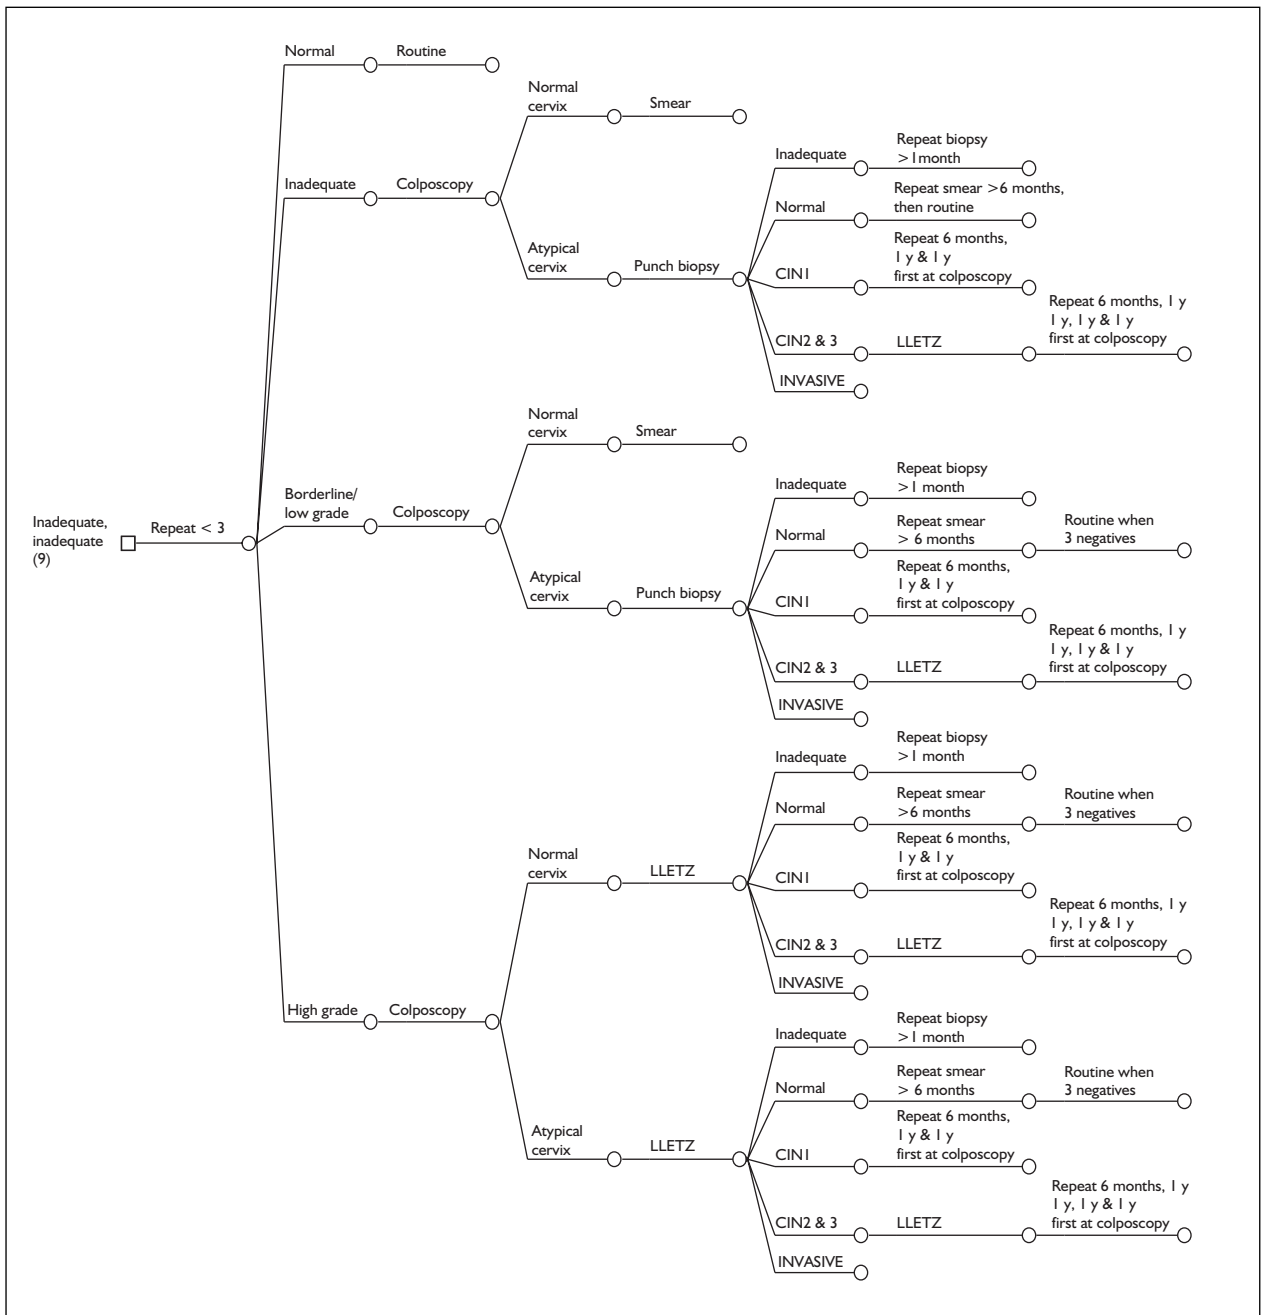 Normal
Routine
Normal
cervix
Smear
Inadequate
Repeat biopsy
>1month
Inadequate
Colposcopy
Normal
Repeat smear >6 months,
then routine
Atypical
cervix
Punch biopsy
CIN1
Repeat 6 months,
1 y & 1 y
first at colposcopy
CIN2 & 3
LLETZ
Repeat 6 months, 1 y
1 y, 1 y & 1 y
first at colposcopy
INVASIVE
Normal
cervix
Smear
Inadequate
Repeat biopsy
>1 month
Inadequate,
inadequate
(9)
Repeat < 3
Borderline/
low grade
Colposcopy
Normal
Repeat smear
> 6 months
Routine when
3 negatives
Atypical
cervix
Punch biopsy
CIN1
Repeat 6 months,
1 y & 1 y
first at colposcopy
CIN2 & 3
LLETZ
Repeat 6 months, 1 y
1 y, 1 y & 1 y
first at colposcopy
INVASIVE
Inadequate
Repeat biopsy
>1 month
Normal
Repeat smear
>6 months
Routine when
3 negatives
Normal
cervix
LLETZ
CIN1
Repeat 6 months,
1 y & 1 y
first at colposcopy
CIN2 & 3
LLETZ
Repeat 6 months, 1 y
1 y, 1 y & 1 y
first at colposcopy
INVASIVE
High grade
Colposcopy
Inadequate
Repeat biopsy
>1 month
Normal
Repeat smear
> 6 months
Routine when
3 negatives
Atypical
cervix
LLETZ
CIN1
Repeat 6 months,
1 y & 1 y
first at colposcopy
CIN2 & 3
LLETZ
Repeat 6 months, 1 y
1 y, 1 y & 1 y
first at colposcopy
INVASIVE